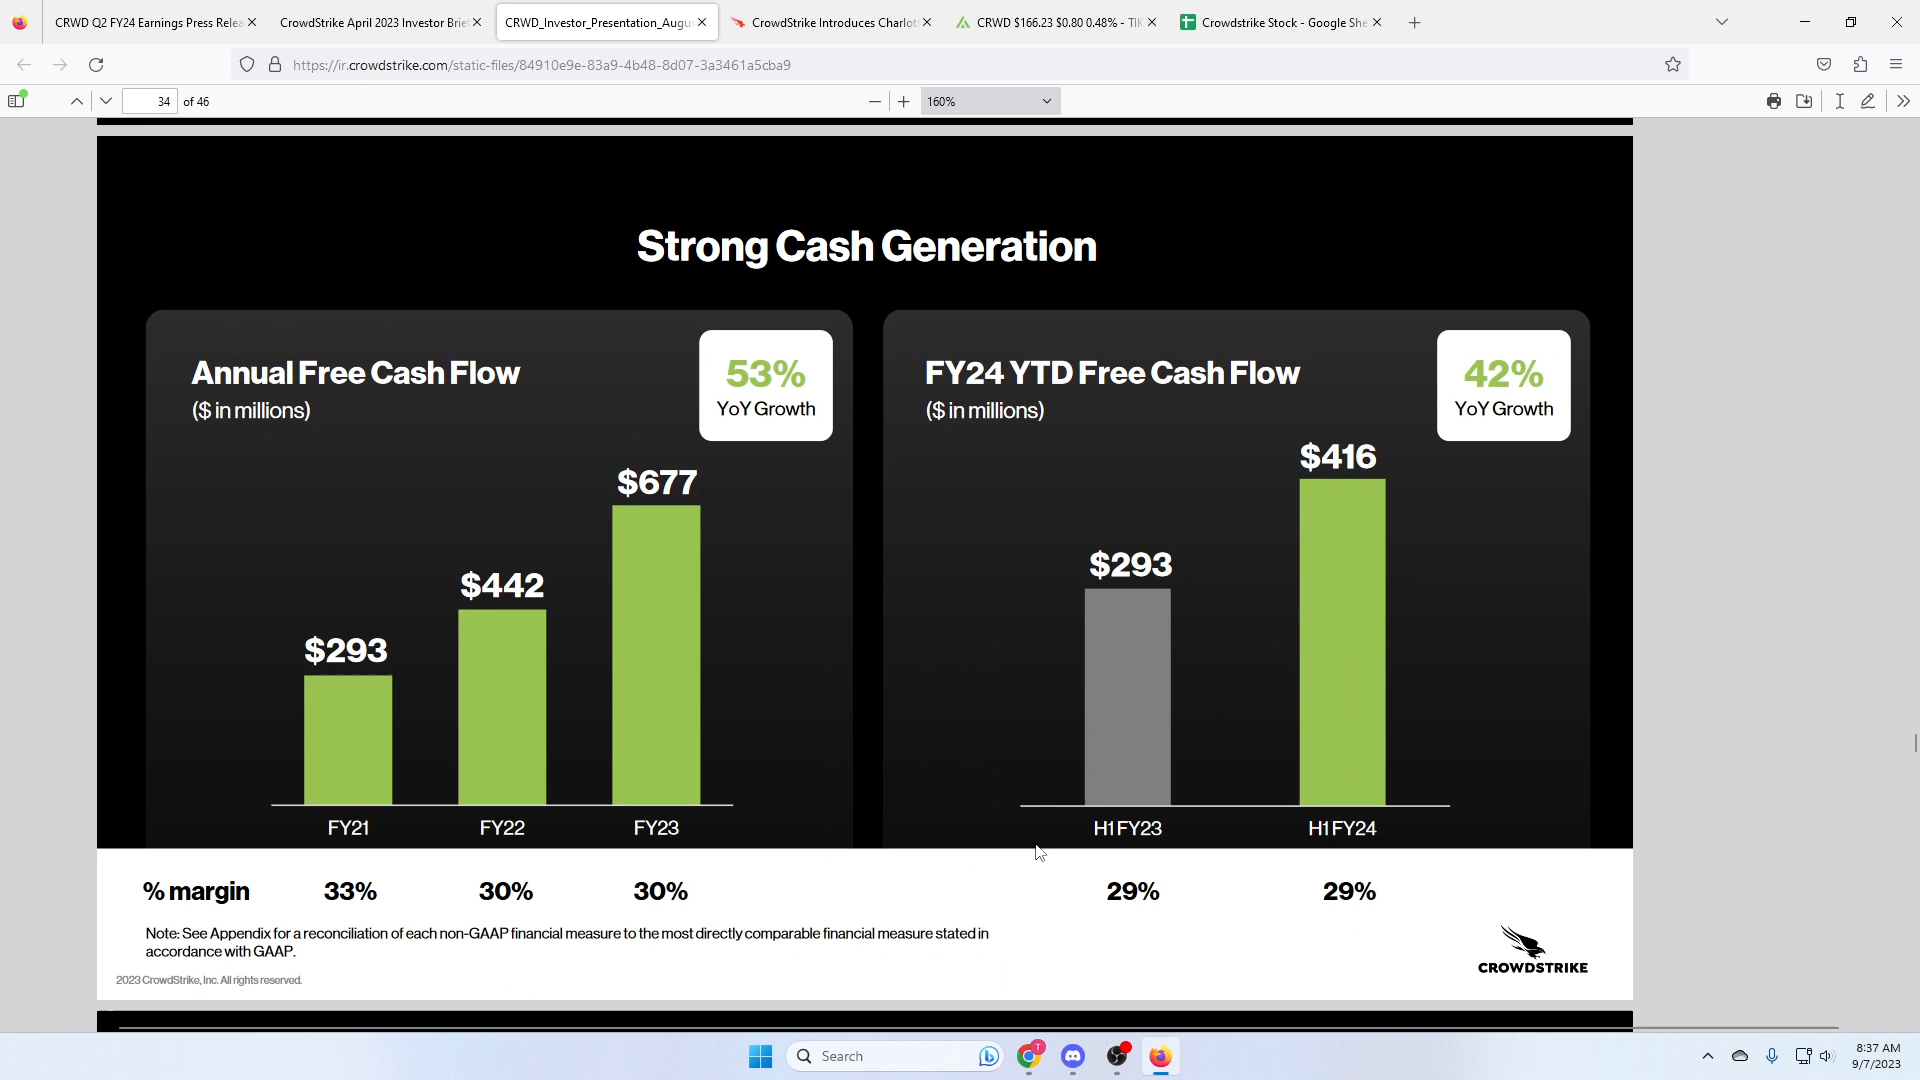 CRWD Q2 FY24 Earnings Press Relea
CrowdStrike April 2023 Investor Brie
CRWD_Investor_Presentation_Augu
CrowdStrike Introduces Charlot
CRWD $166.23 $0.80 0.48% - TIK
Crowdstrike Stock - Google She
https://ir.crowdstrike.com/static-files/84910e9e-83a9-4b48-8d07-3a3461a5cba9
34 of 46
160%
Strong Cash Generation
Annual Free Cash Flow
($ in millions)
53%
YoY Growth
$293
$442
$677
FY21 FY22 FY23
FY24 YTD Free Cash Flow
($ in millions)
42%
YoY Growth
$293
$416
H1 FY23 H1 FY24
% margin 33% 30% 30% 29% 29%
Note: See Appendix for a reconciliation of each non-GAAP financial measure to the most directly comparable financial measure stated in
accordance with GAAP.
2023 CrowdStrike, Inc. All rights reserved.
CROWDSTRIKE
Search
T
8:37 AM
9/7/2023